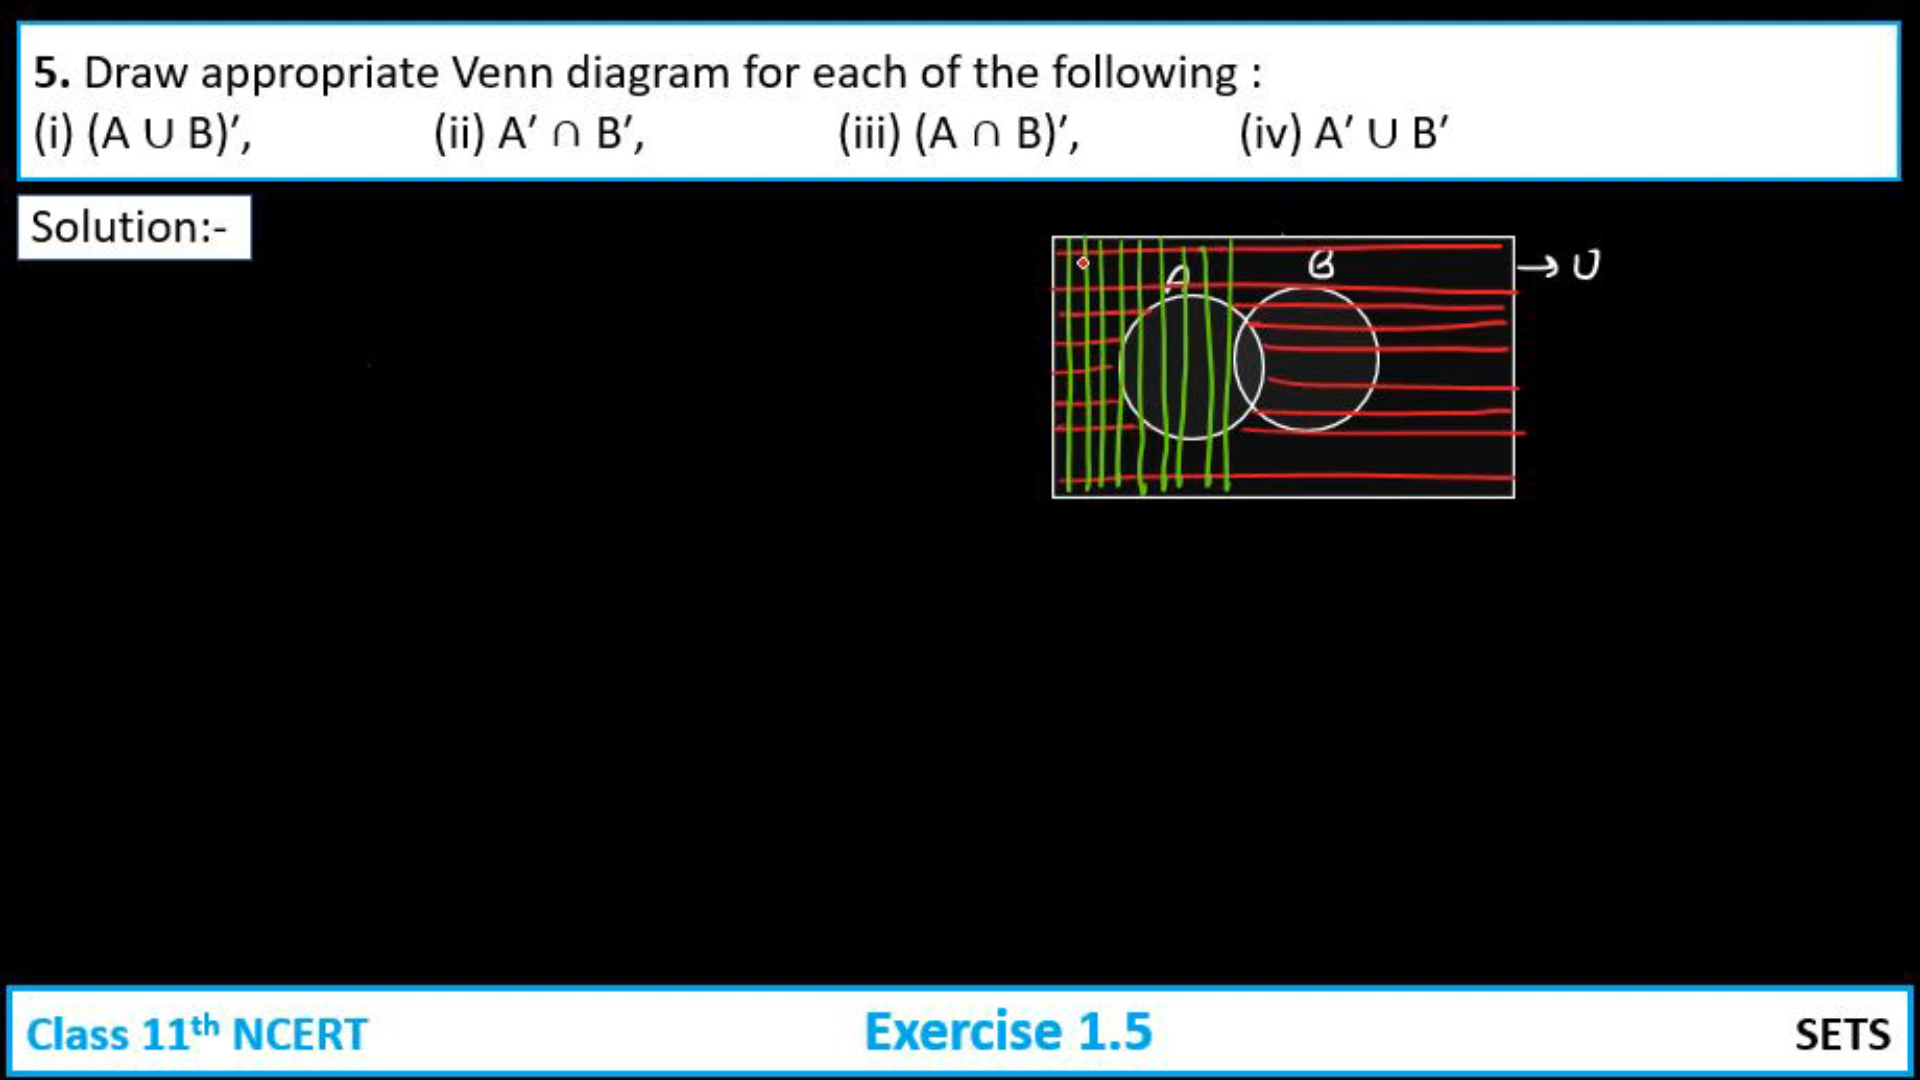 5. Draw appropriate Venn diagram for each of the following :
(i) (A ∪ B)′, (ii) A′ ∩ B′, (iii) (A ∩ B)′, (iv) A′ ∪ B′
Solution:-
A B → U
Class 11th NCERT Exercise 1.5 SETS